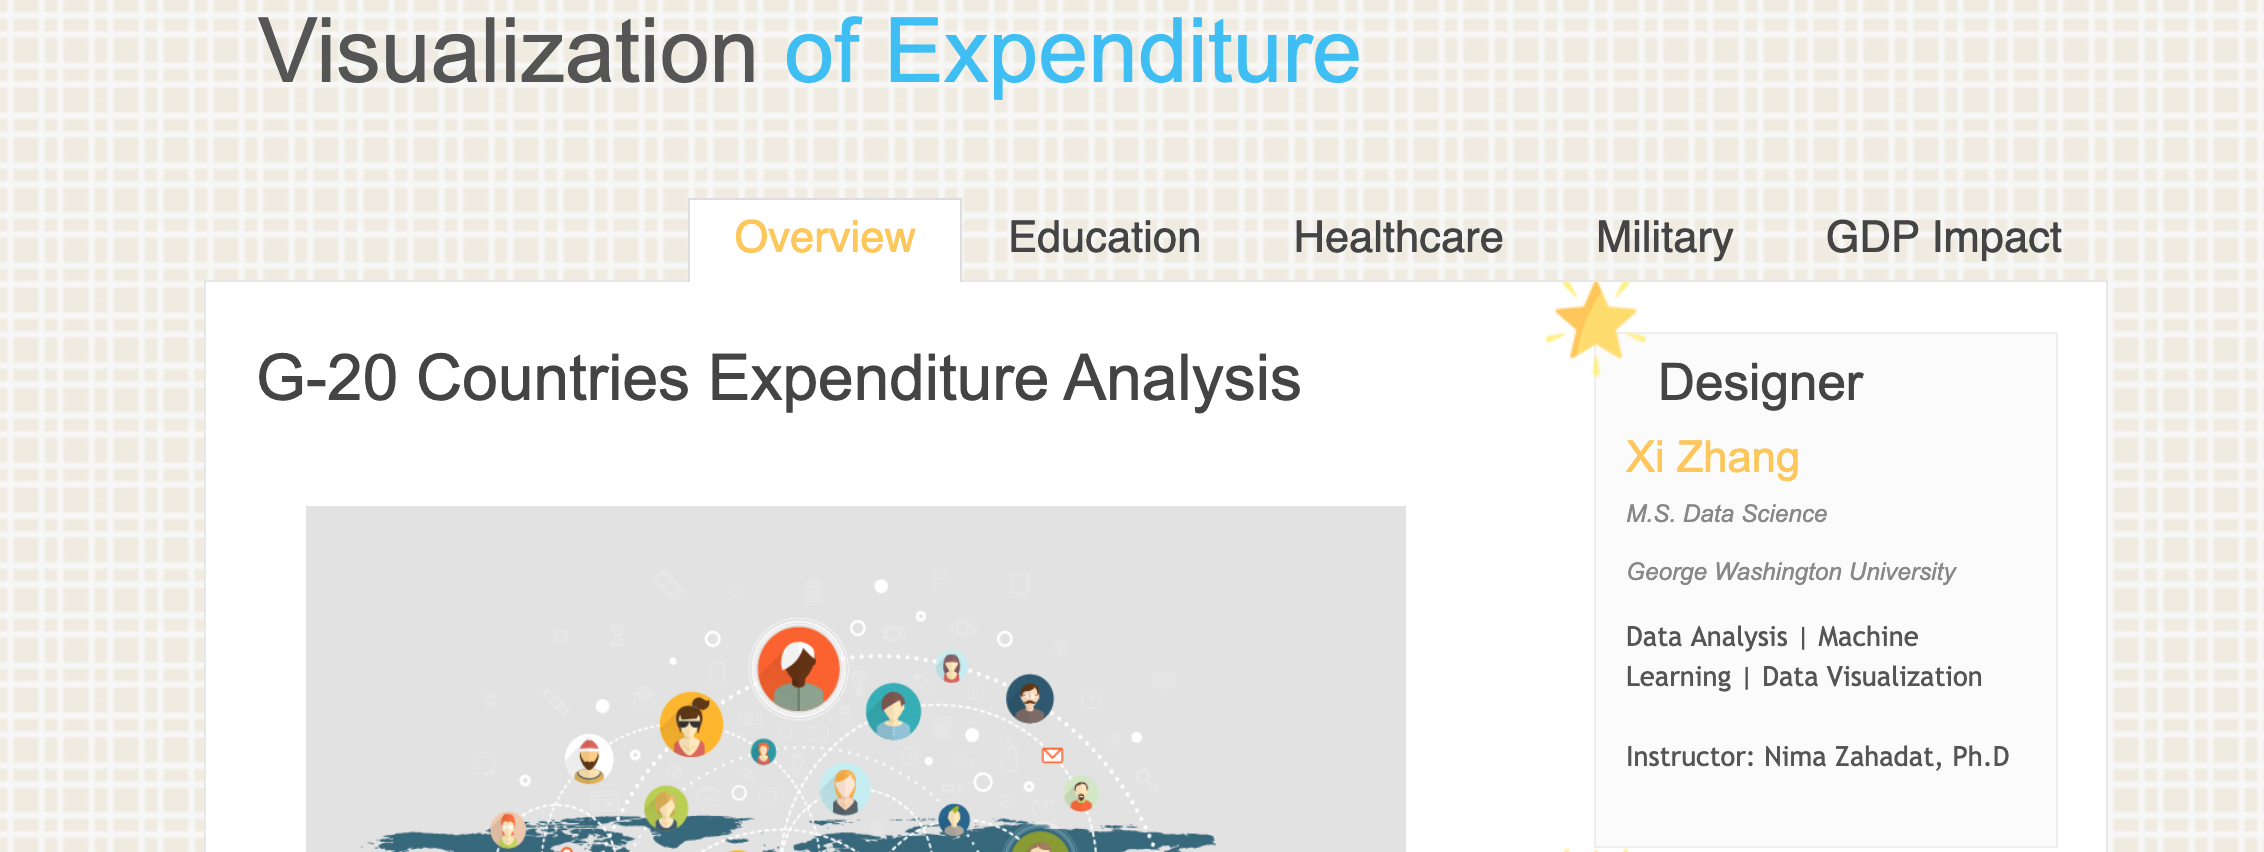 Visualization of Expenditure
Overview Education Healthcare Military GDP Impact
G-20 Countries Expenditure Analysis
Designer
Xi Zhang
M.S. Data Science
George Washington University
Data Analysis | Machine
Learning | Data Visualization
Instructor: Nima Zahadat, Ph.D